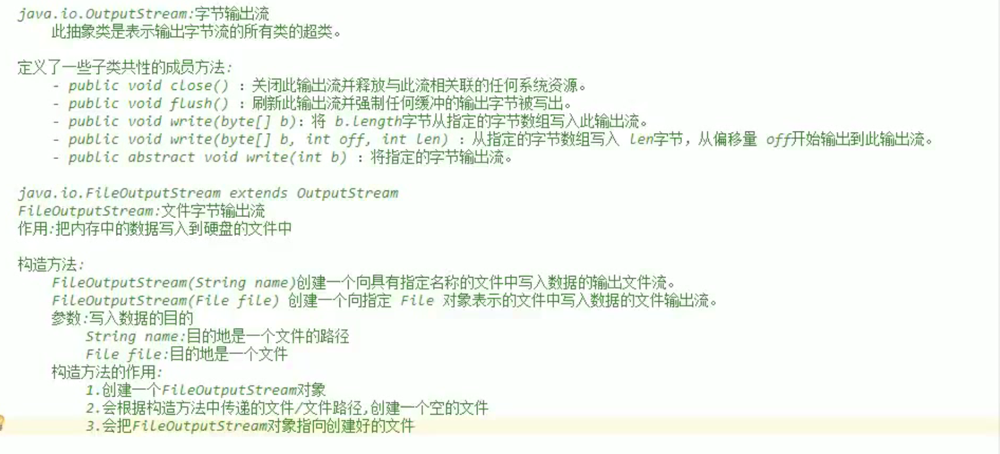 java.io.OutputStream:字节输出流
此抽象类是表示输出字节流的所有类的超类。
定义了一些子类共性的成员方法:
- public void close() : 关闭此输出流并释放与此流相关联的任何系统资源。
- public void flush() : 刷新此输出流并强制任何缓冲的输出字节被写出。
- public void write(byte[] b): 将 b.length字节从指定的字节数组写入此输出流。
- public void write(byte[] b, int off, int len) : 从指定的字节数组写入 len字节，从偏移量 off开始输出到此输出流。
- public abstract void write(int b) : 将指定的字节输出流。
java.io.FileOutputStream extends OutputStream
FileOutputStream:文件字节输出流
作用:把内存中的数据写入到硬盘的文件中
构造方法:
FileOutputStream(String name)创建一个向具有指定名称的文件中写入数据的输出文件流。
FileOutputStream(File file) 创建一个向指定 File 对象表示的文件中写入数据的文件输出流。
参数:写入数据的目的
String name:目的地是一个文件的路径
File file:目的地是一个文件
构造方法的作用:
1.创建一个FileOutputStream对象
2.会根据构造方法中传递的文件/文件路径,创建一个空的文件
3.会把FileOutputStream对象指向创建好的文件